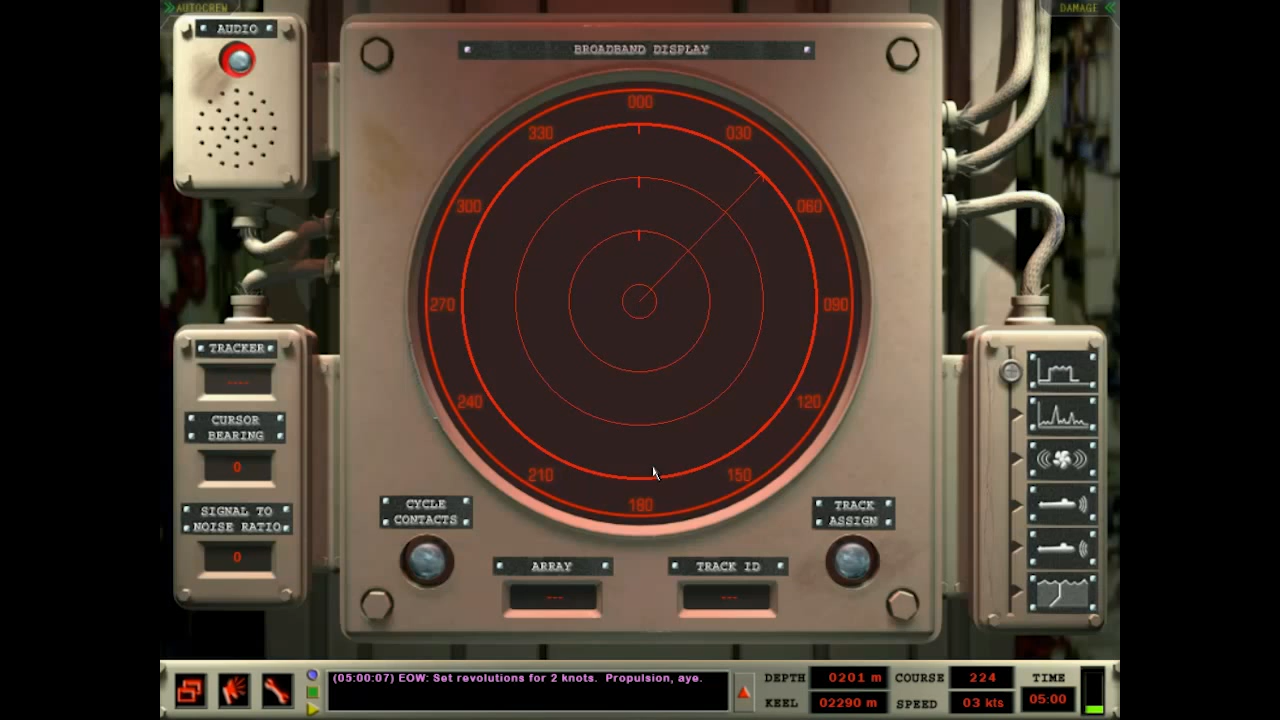 AUTOCREW
DAMAGE
AUDIO
BROADBAND DISPLAY
000
330
030
300
060
270
090
240
120
210
150
180
TRACKER
----
CURSOR
BEARING
0
SIGNAL TO
NOISE RATIO
0
CYCLE
CONTACTS
TRACK
ASSIGN
ARRAY
---
TRACK ID
---
(05:00:07) EOW: Set revolutions for 2 knots.  Propulsion, aye.
DEPTH 0201 m COURSE 224 TIME
KEEL 02290 m SPEED 03 kts 05:00